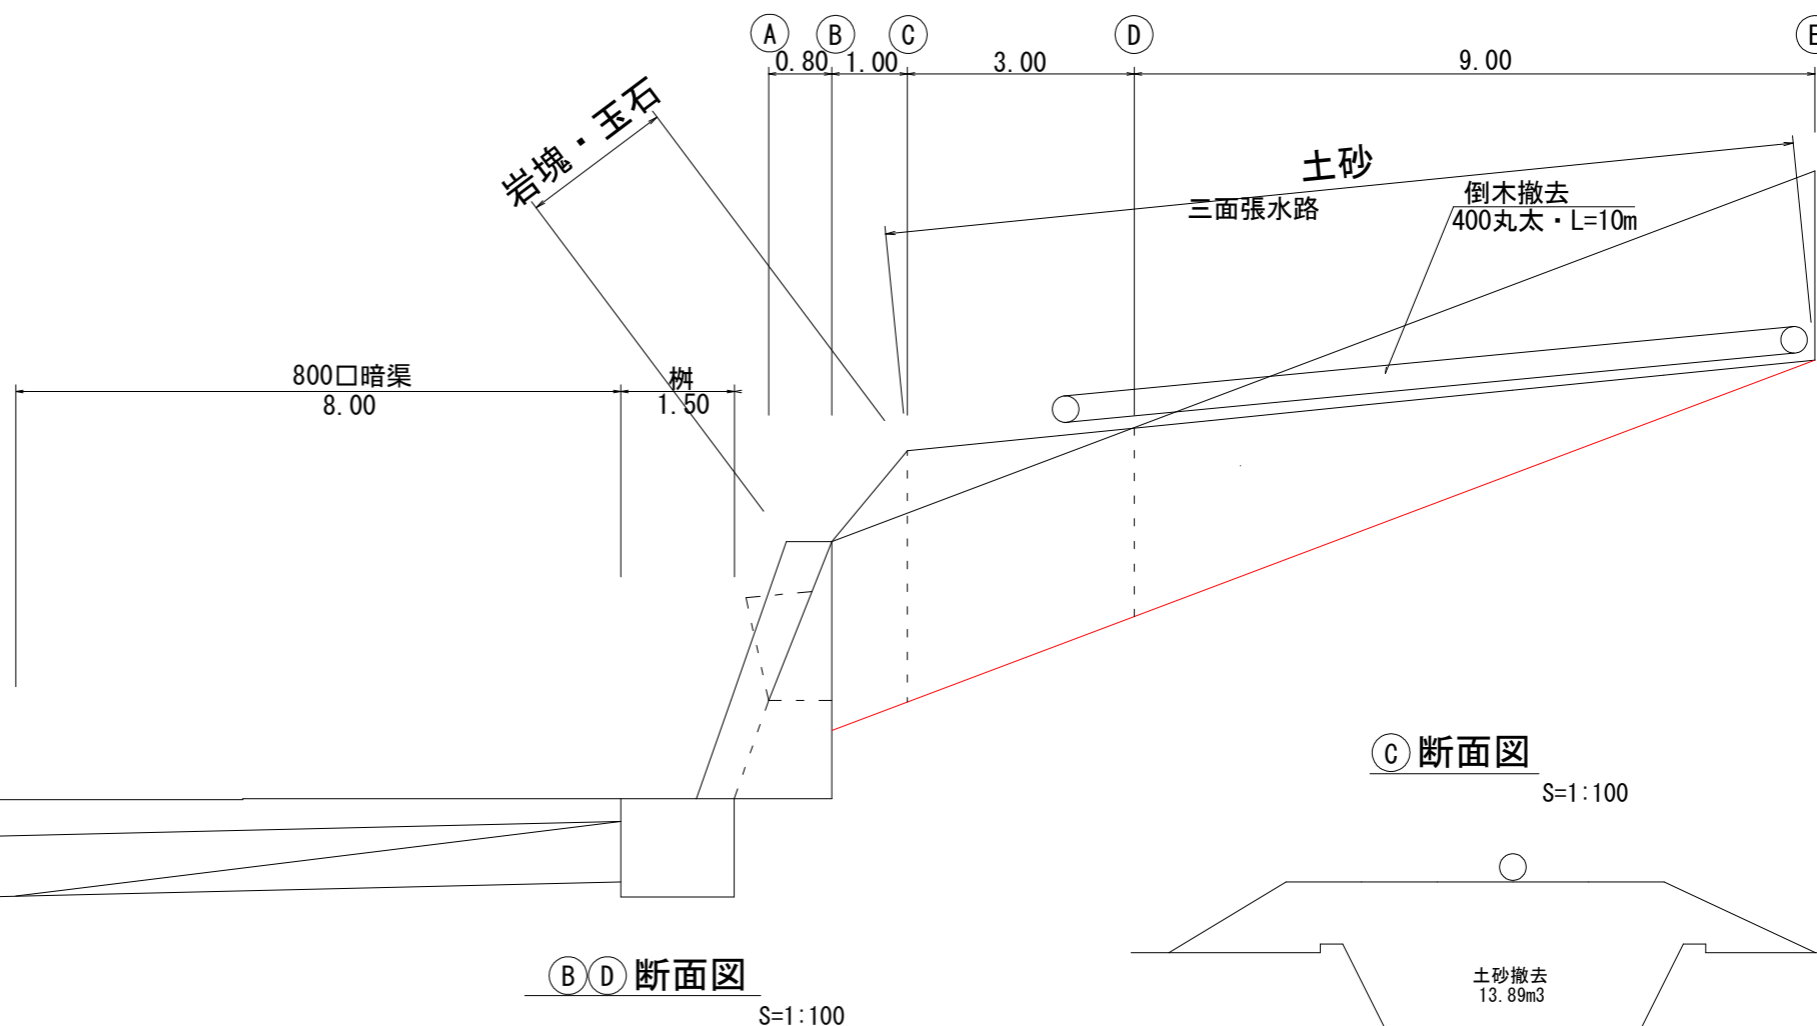 A B C D E
0.80 1.00 3.00 9.00
岩塊・玉石
土砂
三面張水路
倒木撤去
400丸太・L=10m
800口暗渠
8.00
桝
1.50
C 断面図
S=1:100
B D 断面図
S=1:100
土砂撤去
13.89m3